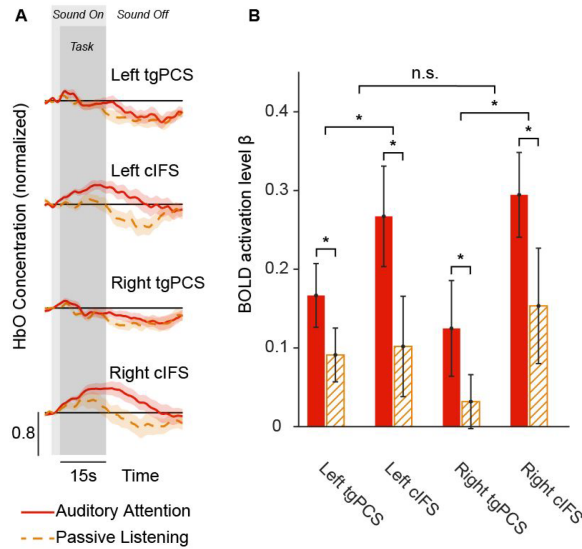 A
Sound On
Sound Off
Task
HbO Concentration (normalized)
Left tgPCS
Left cIFS
Right tgPCS
Right cIFS
0.8
15s
Time
Auditory Attention
Passive Listening
B
n.s.
*
*
*
*
*
*
BOLD activation level β
0.4
0.3
0.2
0.1
0
Left tgPCS
Left cIFS
Right tgPCS
Right cIFS